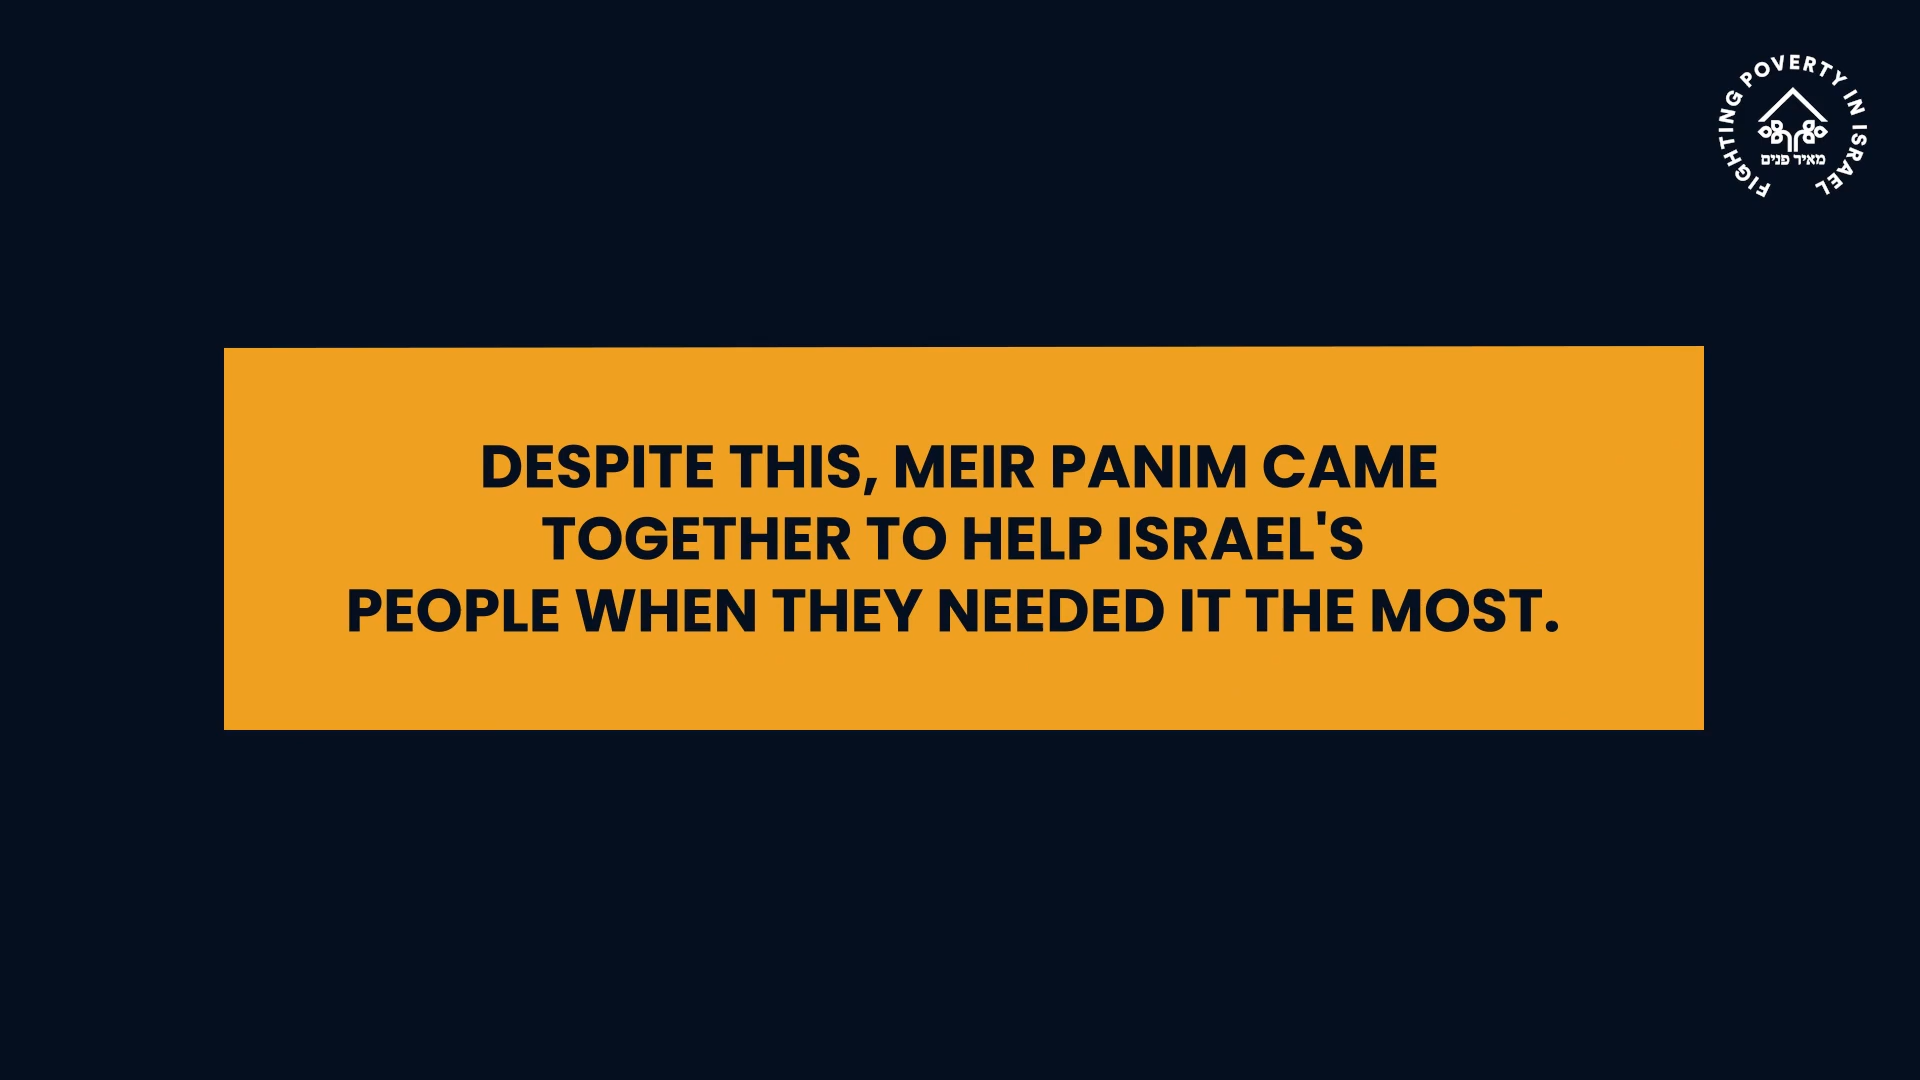 FIGHTING POVERTY IN ISRAEL
מאיר פנים
DESPITE THIS, MEIR PANIM CAME
TOGETHER TO HELP ISRAEL'S
PEOPLE WHEN THEY NEEDED IT THE MOST.